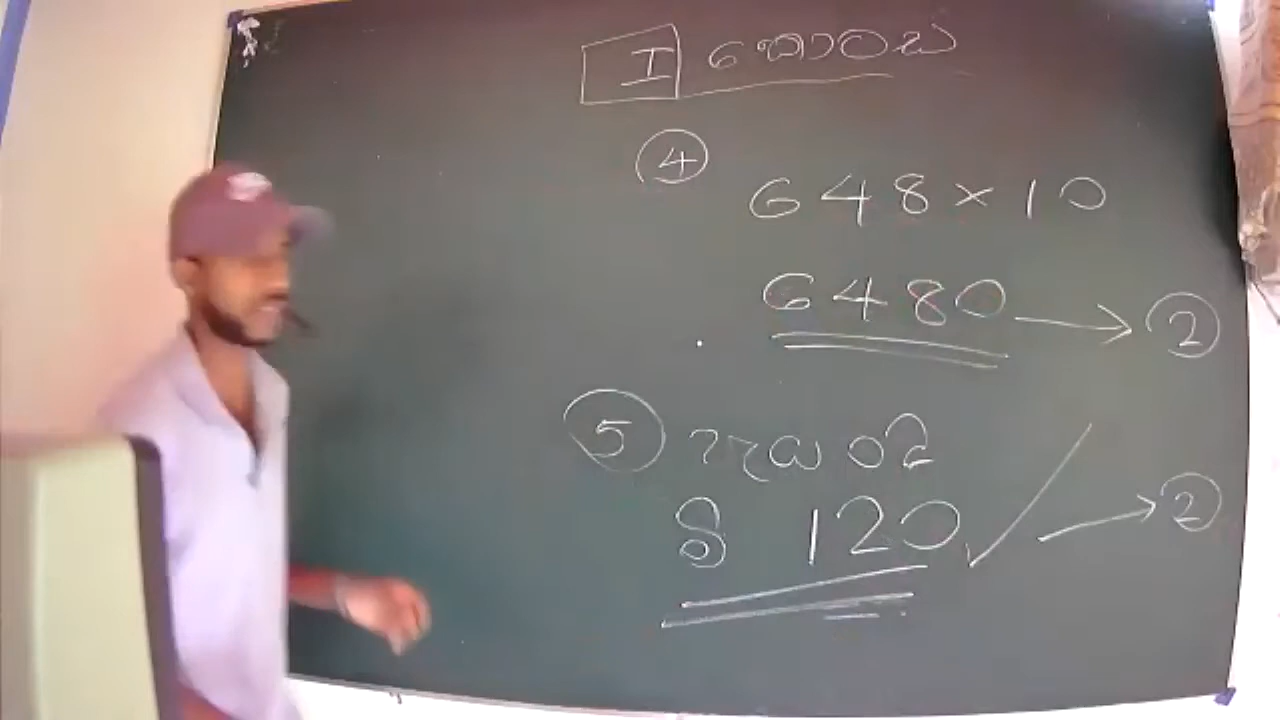 I කොටස
④
648 × 10
6480 → ②
⑤
මි 120 ✓ → ②